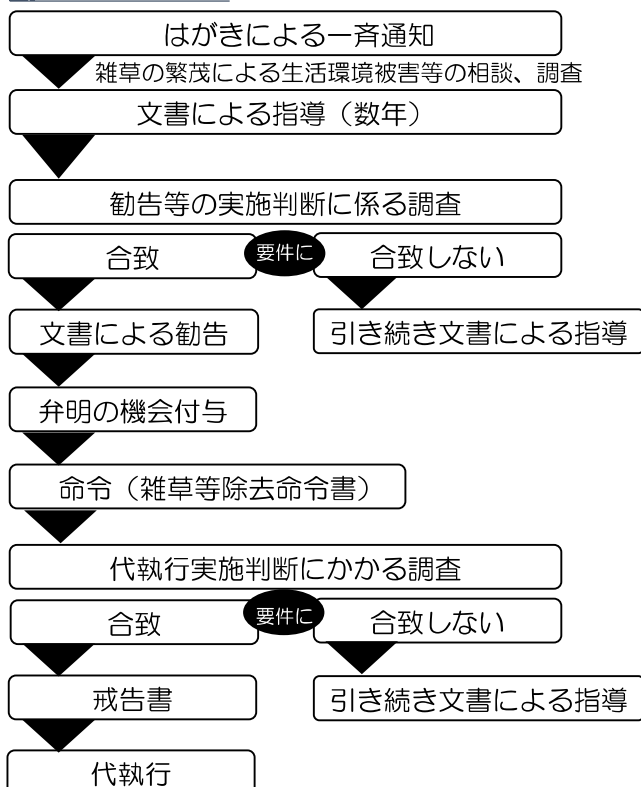 はがきによる一斉通知
雑草の繁茂による生活環境被害等の相談、調査
文書による指導（数年）
勧告等の実施判断に係る調査
合致 要件に 合致しない
文書による勧告 引き続き文書による指導
弁明の機会付与
命令（雑草等除去命令書）
代執行実施判断にかかる調査
合致 要件に 合致しない
戒告書 引き続き文書による指導
代執行